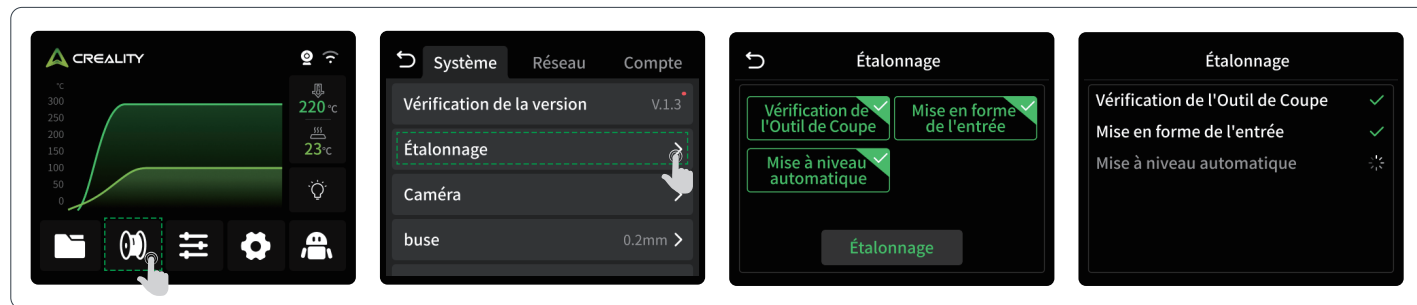 CREALITY
°C
300
250
200
150
100
50
0
220 °C
23°C
Système Réseau Compte
Vérification de la version V.1.3
Étalonnage
Caméra
buse 0.2mm
Étalonnage
Vérification de
l'Outil de Coupe
Mise en forme
de l'entrée
Mise à niveau
automatique
Étalonnage
Étalonnage
Vérification de l'Outil de Coupe
Mise en forme de l'entrée
Mise à niveau automatique